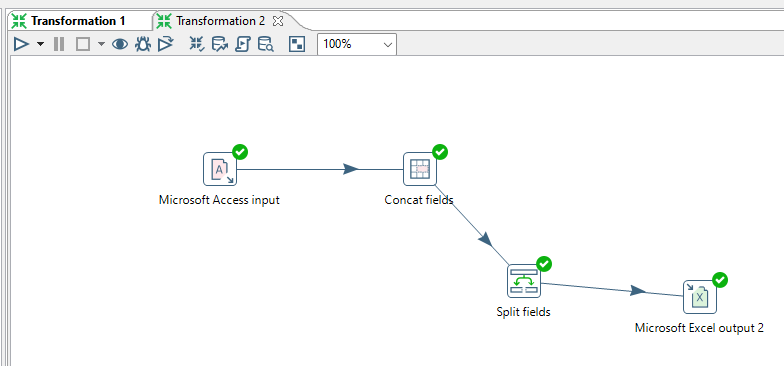 Transformation 1
Transformation 2
100%
Microsoft Access input
Concat fields
Split fields
Microsoft Excel output 2